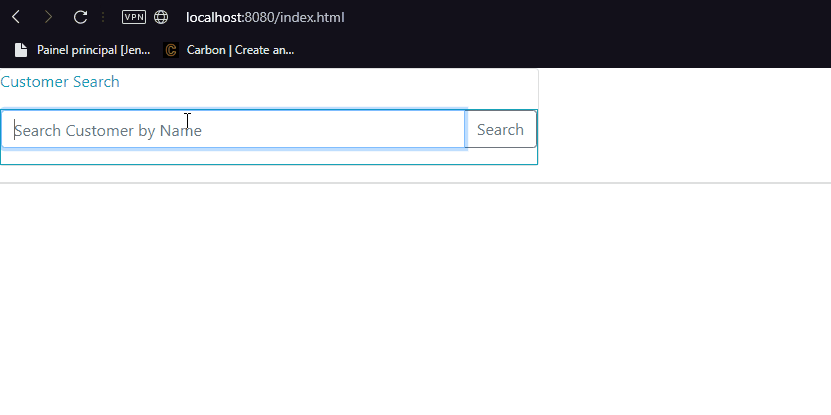 VPN localhost:8080/index.html
Painel principal [Jen... Carbon | Create an...
Customer Search
Search Customer by Name Search